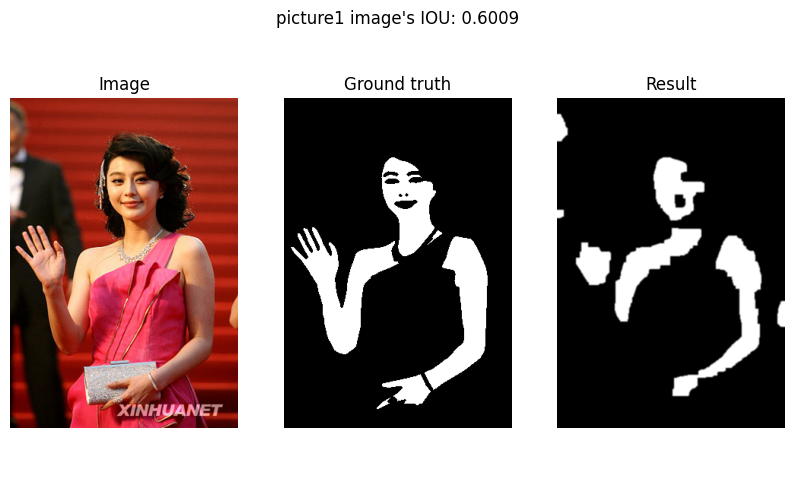 picture1 image's IOU: 0.6009
Image
Ground truth
Result
XINHUANET